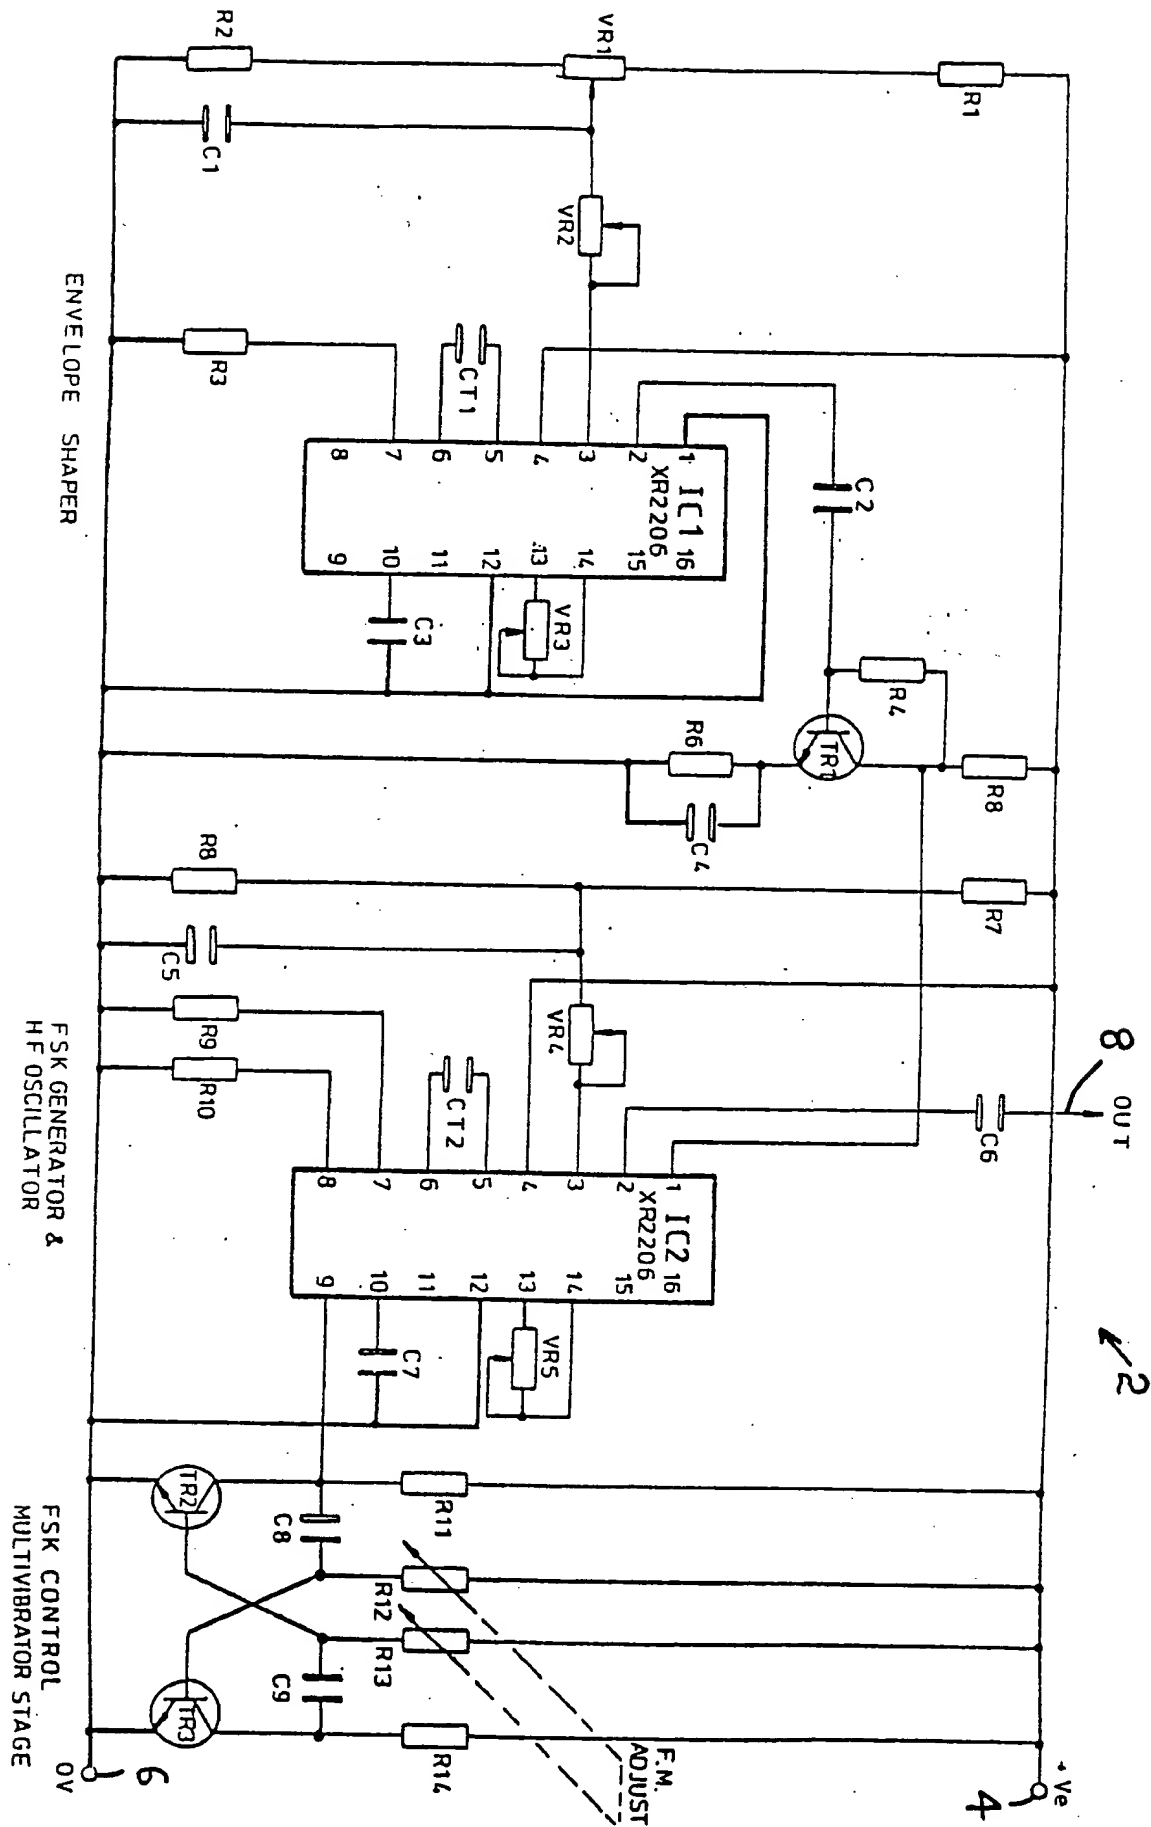 R2
VR1
R1
C1
VR2
R3
CT1
C2
1 2 3 4 5 6 7 8
IC1
XR2206
16 15 14 13 12 11 10 9
C3
VR3
R4
TR1
R6
C4
R8
ENVELOPE SHAPER
R8
R7
C5
R9
R10
VR4
CT2
C6
8
OUT
1 2 3 4 5 6 7 8
IC2
XR2206
16 15 14 13 12 11 10 9
C7
VR5
2
FSK GENERATOR &
HF OSCILLATOR
TR2
C8
R11
R12
R13
C9
TR3
R14
F.M.
ADJUST
FSK CONTROL
MULTIVIBRATOR STAGE
0V
6
+Ve
4